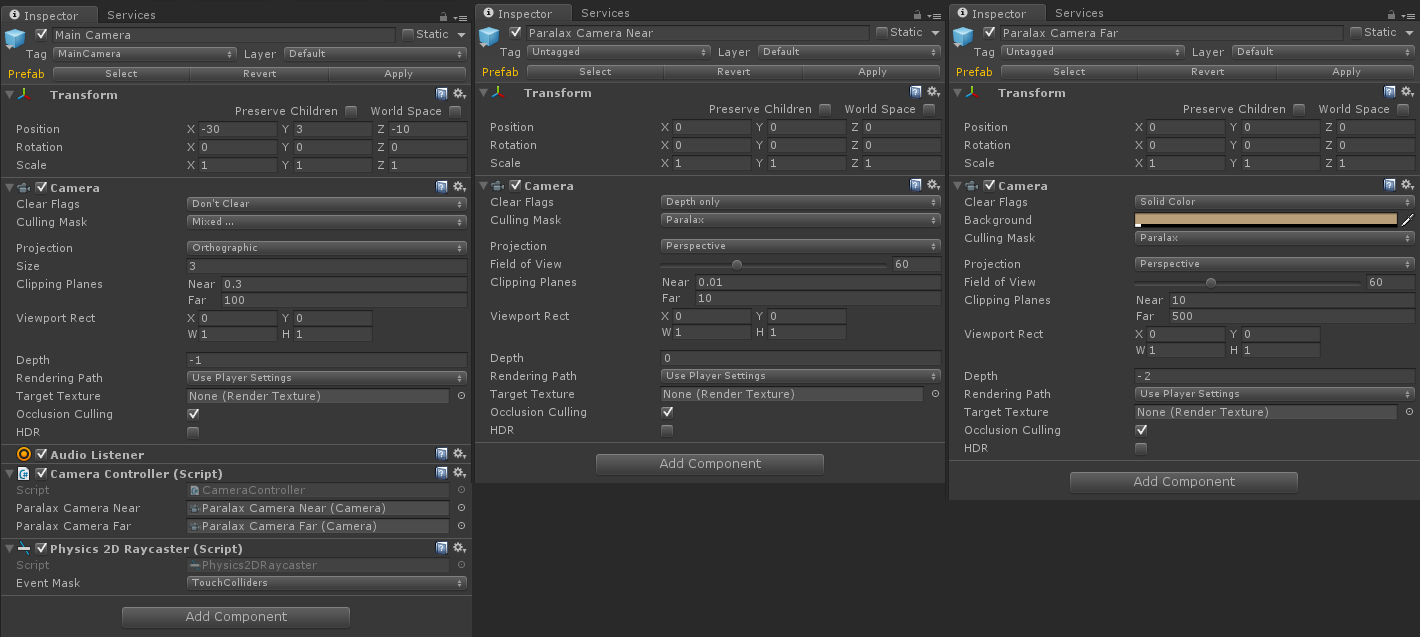 Inspector Services
Main Camera Static
Tag MainCamera Layer Default
Prefab Select Revert Apply
Transform
Preserve Children World Space
Position X -30 Y 3 Z -10
Rotation X 0 Y 0 Z 0
Scale X 1 Y 1 Z 1
Camera
Clear Flags Don't Clear
Culling Mask Mixed ...
Projection Orthographic
Size 3
Clipping Planes Near 0.3
Far 100
Viewport Rect X 0 Y 0
W 1 H 1
Depth -1
Rendering Path Use Player Settings
Target Texture None (Render Texture)
Occlusion Culling
HDR
Audio Listener
Camera Controller (Script)
Script CameraController
Paralax Camera Near Paralax Camera Near (Camera)
Paralax Camera Far Paralax Camera Far (Camera)
Physics 2D Raycaster (Script)
Script Physics2DRaycaster
Event Mask TouchColliders
Add Component
Inspector Services
Paralax Camera Near Static
Tag Untagged Layer Default
Prefab Select Revert Apply
Transform
Preserve Children World Space
Position X 0 Y 0 Z 0
Rotation X 0 Y 0 Z 0
Scale X 1 Y 1 Z 1
Camera
Clear Flags Depth only
Culling Mask Paralax
Projection Perspective
Field of View 60
Clipping Planes Near 0.01
Far 10
Viewport Rect X 0 Y 0
W 1 H 1
Depth 0
Rendering Path Use Player Settings
Target Texture None (Render Texture)
Occlusion Culling
HDR
Add Component
Inspector Services
Paralax Camera Far Static
Tag Untagged Layer Default
Prefab Select Revert Apply
Transform
Preserve Children World Space
Position X 0 Y 0 Z 0
Rotation X 0 Y 0 Z 0
Scale X 1 Y 1 Z 1
Camera
Clear Flags Solid Color
Background
Culling Mask Paralax
Projection Perspective
Field of View 60
Clipping Planes Near 10
Far 500
Viewport Rect X 0 Y 0
W 1 H 1
Depth -2
Rendering Path Use Player Settings
Target Texture None (Render Texture)
Occlusion Culling
HDR
Add Component